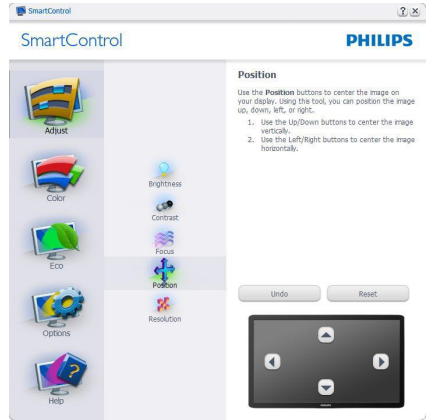 SmartControl
SmartControl
PHILIPS
Adjust
Color
Eco
Options
Help
Brightness
Contrast
Focus
Position
Resolution
Position
Use the Position buttons to center the image on
your display. Using this tool, you can position the image
up, down, left, or right.
1. Use the Up/Down buttons to center the image
vertically.
2. Use the Left/Right buttons to center the image
horizontally.
Undo
Reset
PHILIPS